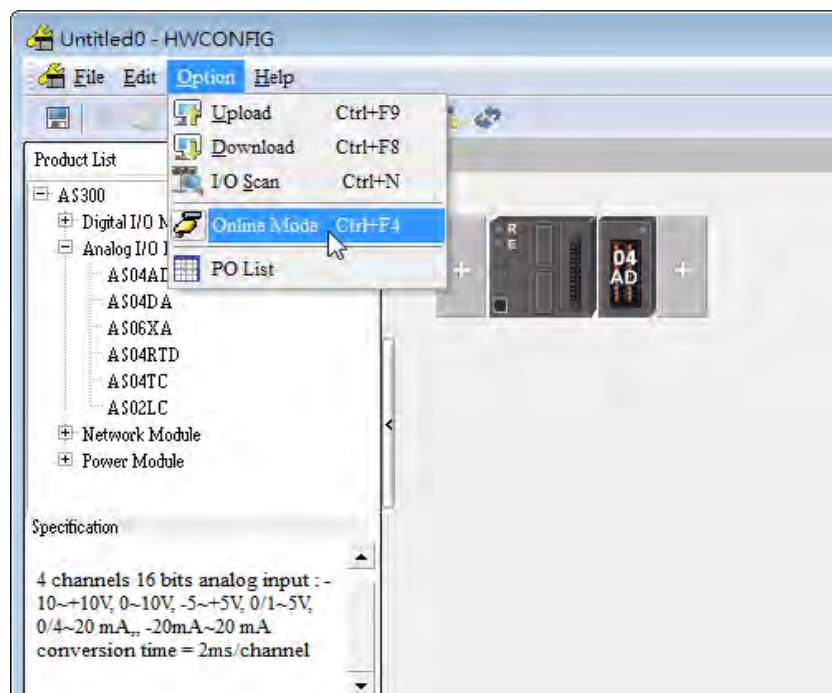 Untitled0 - HWCONFIG
File Edit Option Help
Upload Ctrl+F9
Download Ctrl+F8
I/O Scan Ctrl+N
Online Mode Ctrl+F4
PO List
Product List
AS300
Digital I/O
Analog I/O
AS04AD
AS04DA
AS06XA
AS04RTD
AS04TC
AS02LC
Network Module
Power Module
R
E
04
AD
Specification
4 channels 16 bits analog input : -
10~+10V, 0~10V, -5~+5V, 0/1~5V,
0/4~20 mA,, -20mA~20 mA
conversion time = 2ms/channel